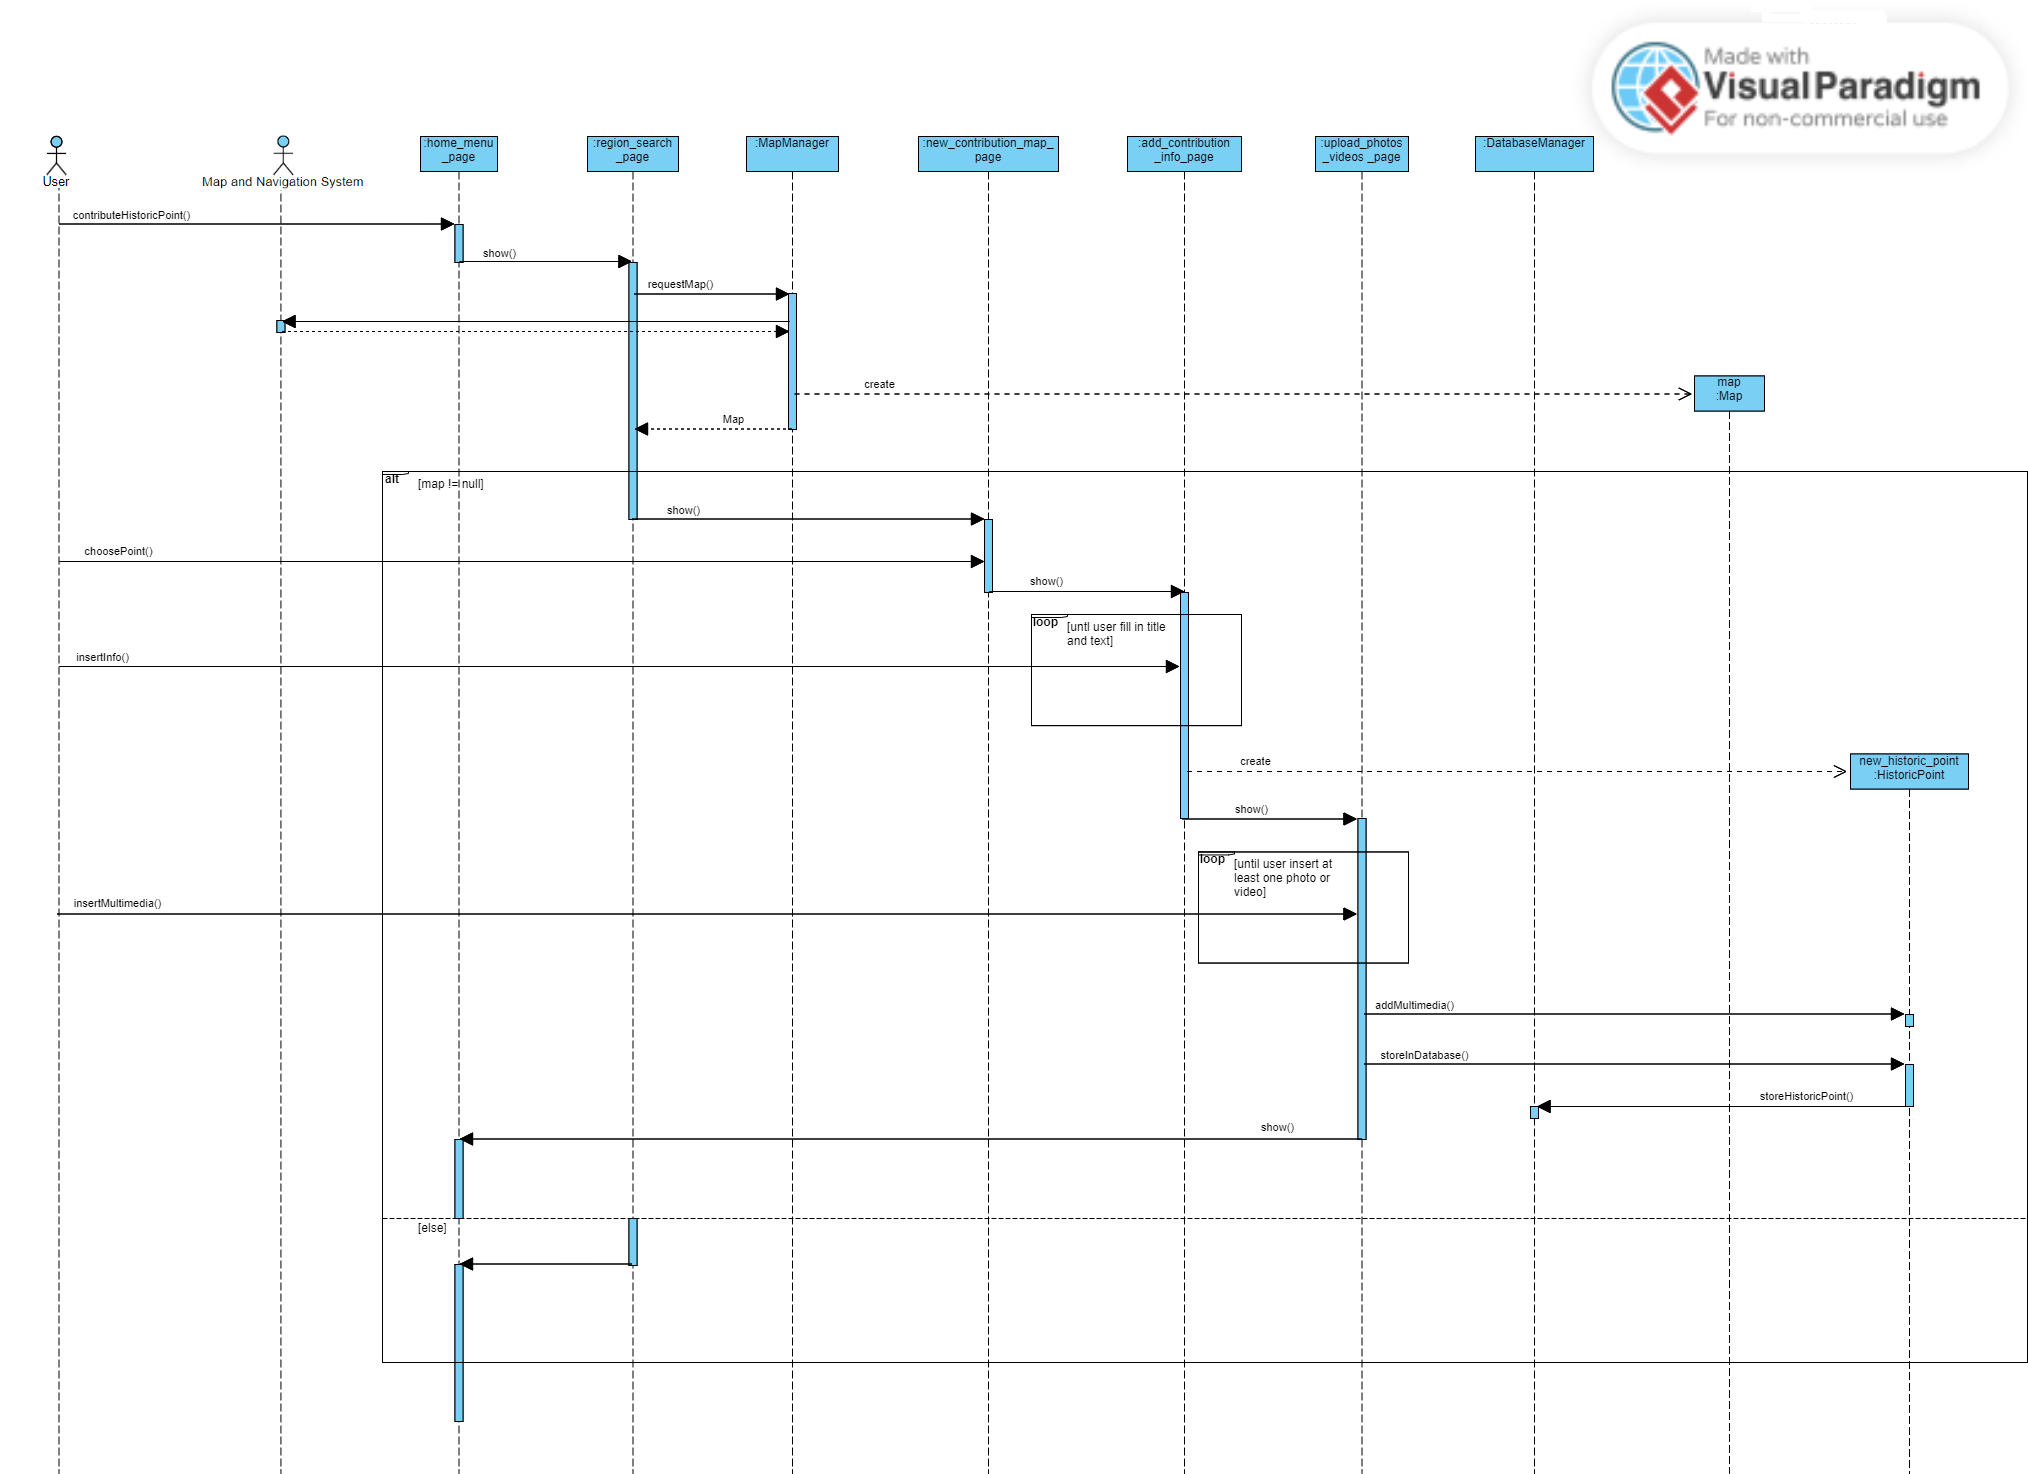 Made with
Visual Paradigm
For non-commercial use
User
Map and Navigation System
:home_menu
_page
:region_search
_page
:MapManager
:new_contribution_map_
page
:add_contribution
_info_page
:upload_photos
_videos _page
:DatabaseManager
contributeHistoricPoint()
show()
requestMap()
create
map
:Map
Map
alt
[map != null]
show()
choosePoint()
show()
loop
[untl user fill in title
and text]
insertInfo()
create
new_historic_point
:HistoricPoint
show()
loop
[until user insert at
least one photo or
video]
insertMultimedia()
addMultimedia()
storeInDatabase()
storeHistoricPoint()
show()
[else]